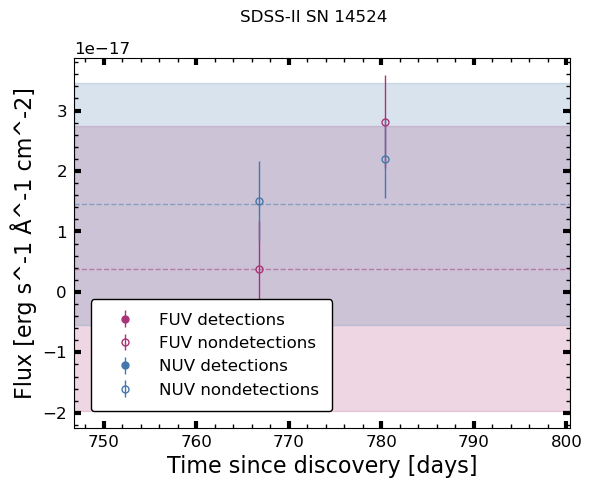 SDSS-II SN 14524
1e−17
Flux [erg s^-1 Å^-1 cm^-2]
3
2
1
0
−1
−2
FUV detections
FUV nondetections
NUV detections
NUV nondetections
750 760 770 780 790 800
Time since discovery [days]